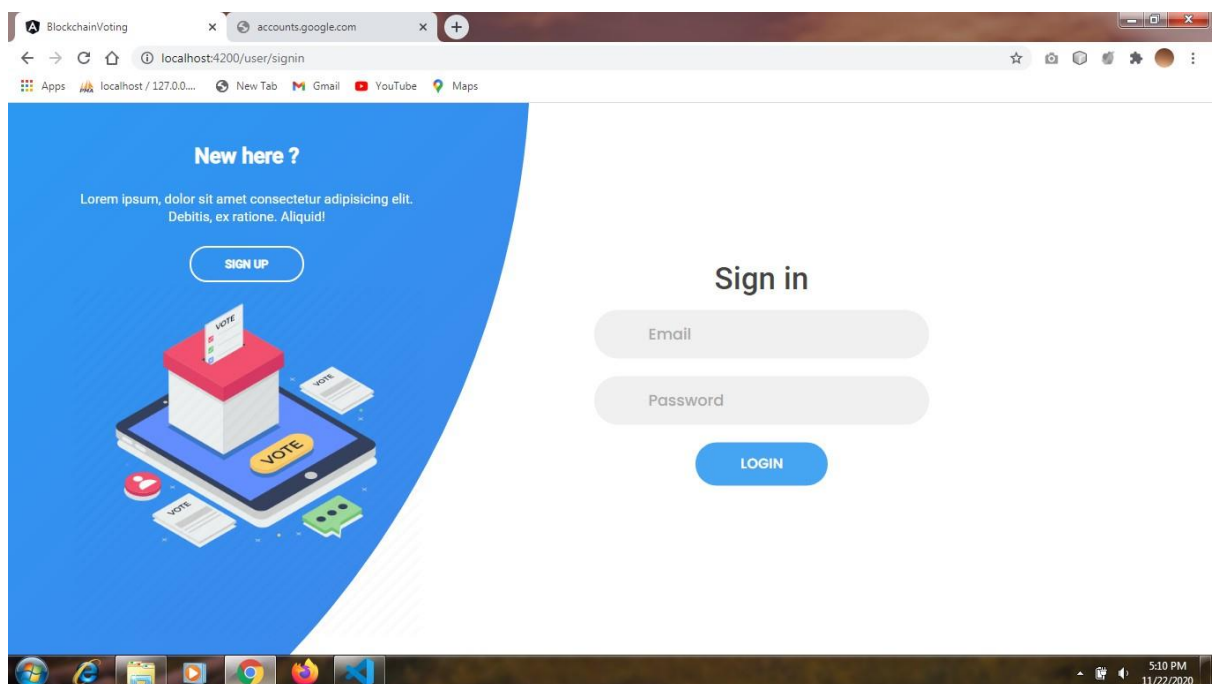 BlockchainVoting
accounts.google.com
localhost:4200/user/signin
Apps
localhost / 127.0.0....
New Tab
Gmail
YouTube
Maps
New here ?
Lorem ipsum, dolor sit amet consectetur adipisicing elit.
Debitis, ex ratione. Aliquid!
SIGN UP
VOTE
VOTE
VOTE
VOTE
Sign in
Email
Password
LOGIN
5:10 PM
11/22/2020